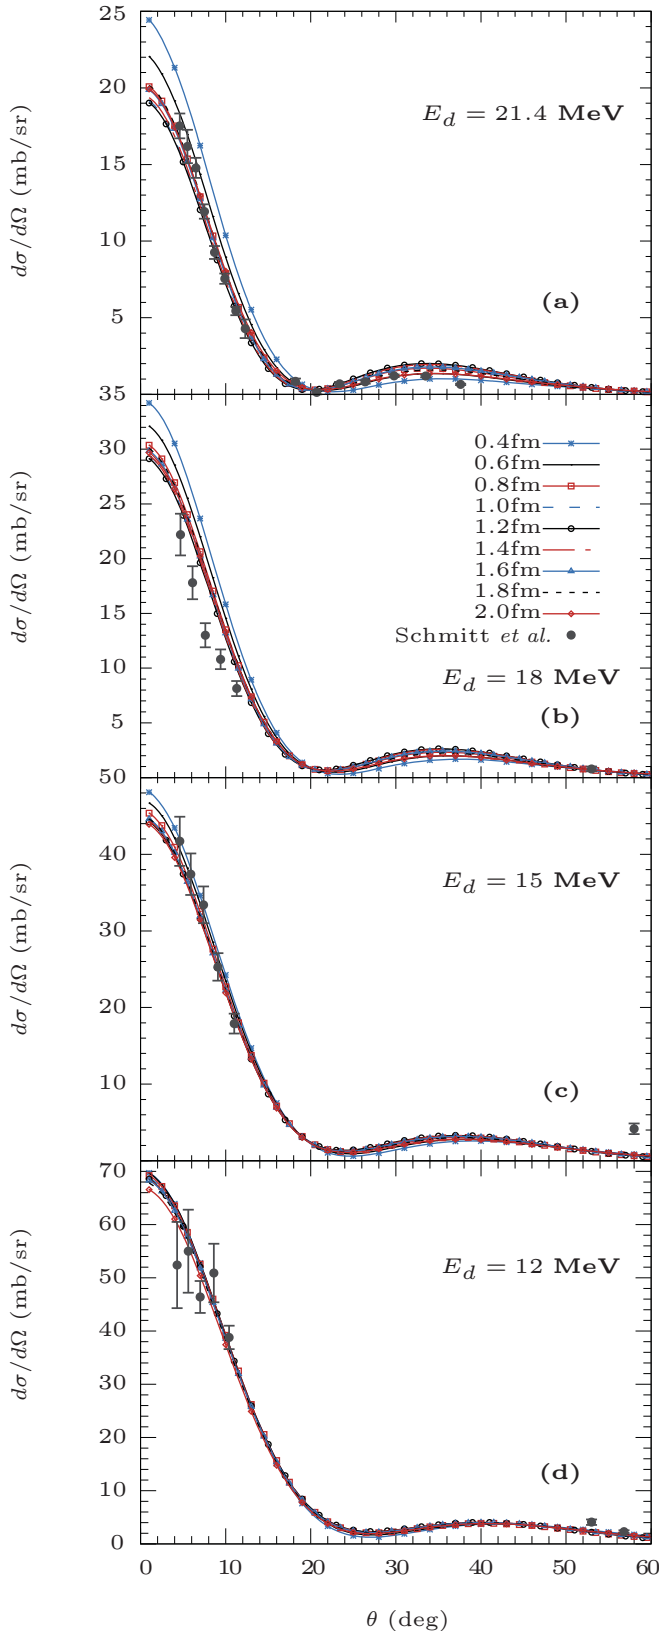 25
20
15
10
5
dσ/dΩ (mb/sr)
E_d = 21.4 MeV
(a)
35
30
25
20
15
10
5
dσ/dΩ (mb/sr)
0.4fm
0.6fm
0.8fm
1.0fm
1.2fm
1.4fm
1.6fm
1.8fm
2.0fm
Schmitt et al.
E_d = 18 MeV
(b)
50
40
30
20
10
dσ/dΩ (mb/sr)
E_d = 15 MeV
(c)
70
60
50
40
30
20
10
0
dσ/dΩ (mb/sr)
E_d = 12 MeV
(d)
0 10 20 30 40 50 60
θ (deg)